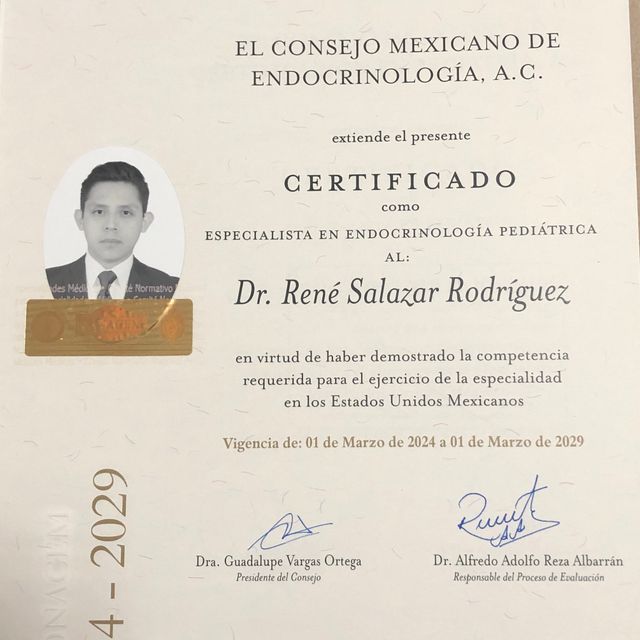 EL CONSEJO MEXICANO DE
ENDOCRINOLOGÍA, A.C.
extiende el presente
CERTIFICADO
como
ESPECIALISTA EN ENDOCRINOLOGÍA PEDIÁTRICA
AL:
Dr. René Salazar Rodríguez
en virtud de haber demostrado la competencia
requerida para el ejercicio de la especialidad
en los Estados Unidos Mexicanos
Vigencia de: 01 de Marzo de 2024 a 01 de Marzo de 2029
Dra. Guadalupe Vargas Ortega
Presidente del Consejo
Dr. Alfredo Adolfo Reza Albarrán
Responsable del Proceso de Evaluación
4 - 2029
Normativo